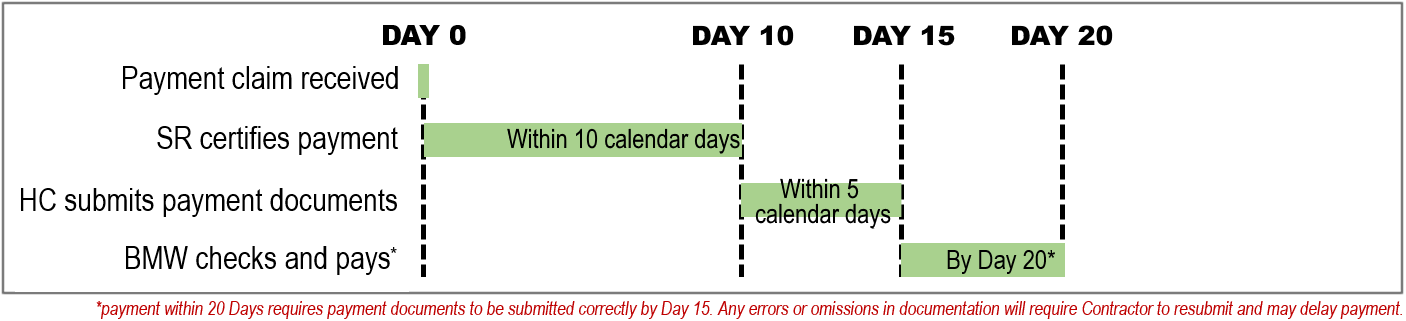 DAY 0 DAY 10 DAY 15 DAY 20
Payment claim received
SR certifies payment Within 10 calendar days
HC submits payment documents Within 5
calendar days
BMW checks and pays* By Day 20*
*payment within 20 Days requires payment documents to be submitted correctly by Day 15. Any errors or omissions in documentation will require Contractor to resubmit and may delay payment.